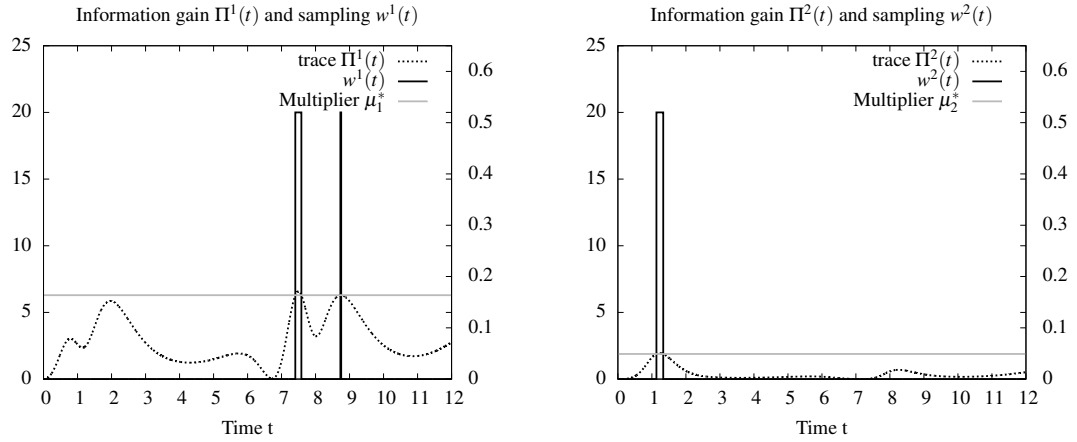 Information gain Π¹(t) and sampling w¹(t)
25
20
15
10
5
0
0.6
0.5
0.4
0.3
0.2
0.1
0
trace Π¹(t)
w¹(t)
Multiplier μ₁*
0 1 2 3 4 5 6 7 8 9 10 11 12
Time t
Information gain Π²(t) and sampling w²(t)
25
20
15
10
5
0
0.6
0.5
0.4
0.3
0.2
0.1
0
trace Π²(t)
w²(t)
Multiplier μ₂*
0 1 2 3 4 5 6 7 8 9 10 11 12
Time t